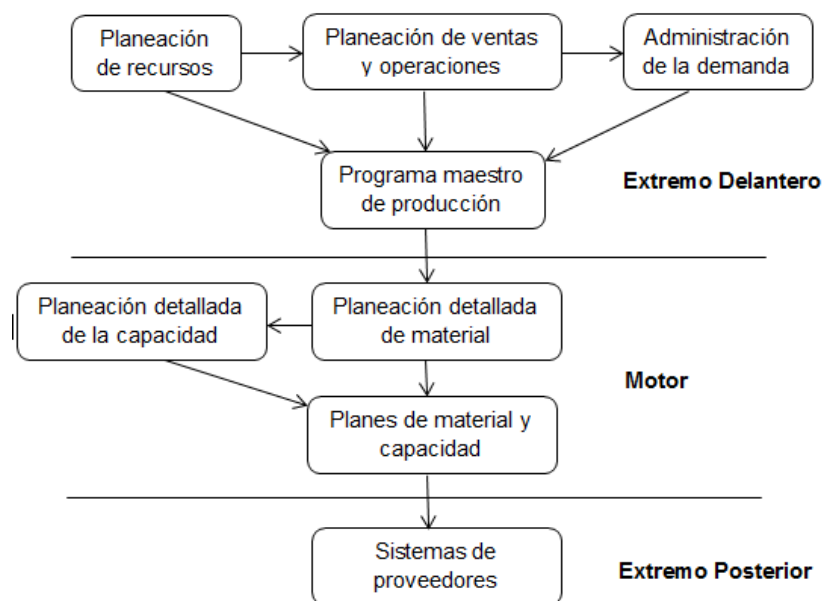 Planeación
de recursos
Planeación de ventas
y operaciones
Administración
de la demanda
Programa maestro
de producción
Extremo Delantero
Planeación detallada
de la capacidad
Planeación detallada
de material
Motor
Planes de material y
capacidad
Sistemas de
proveedores
Extremo Posterior